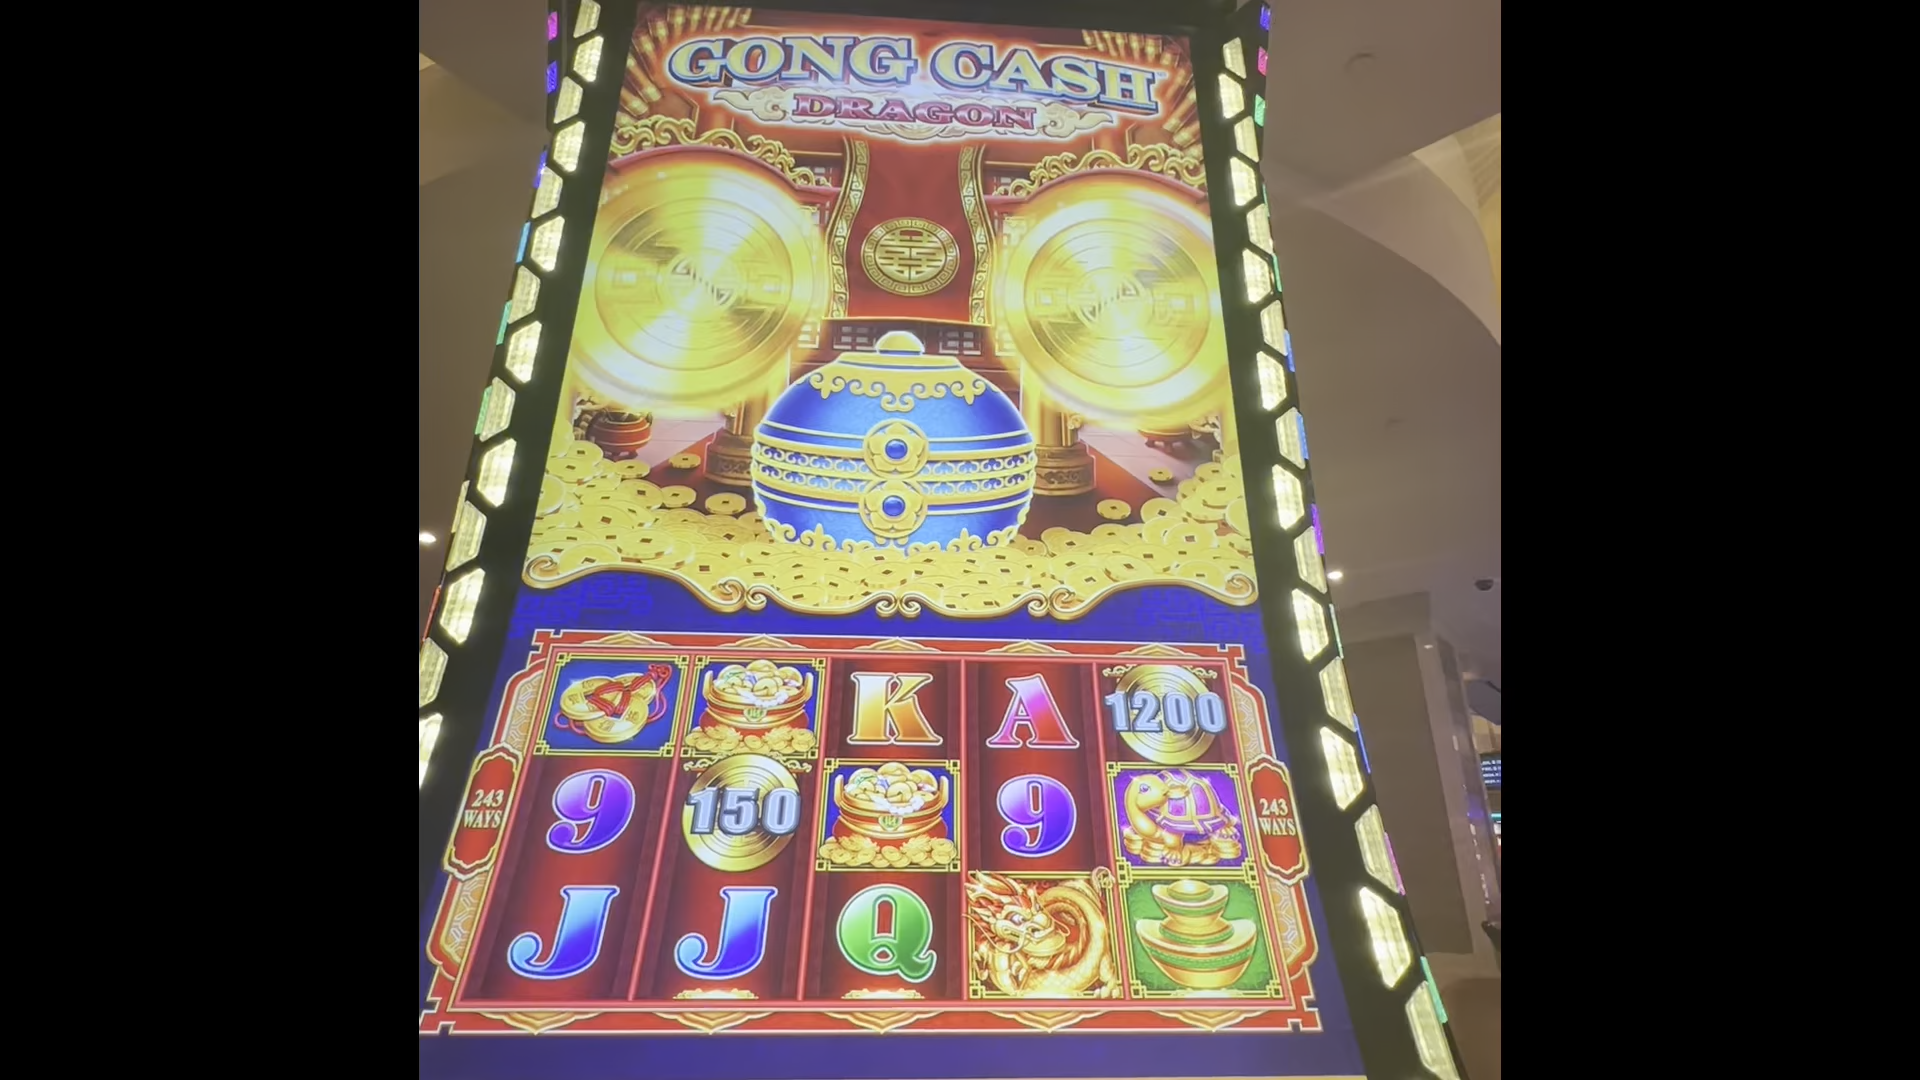 GONG CASH
DRAGON
K A 1200
243 WAYS 9 150 9 243 WAYS
J J Q